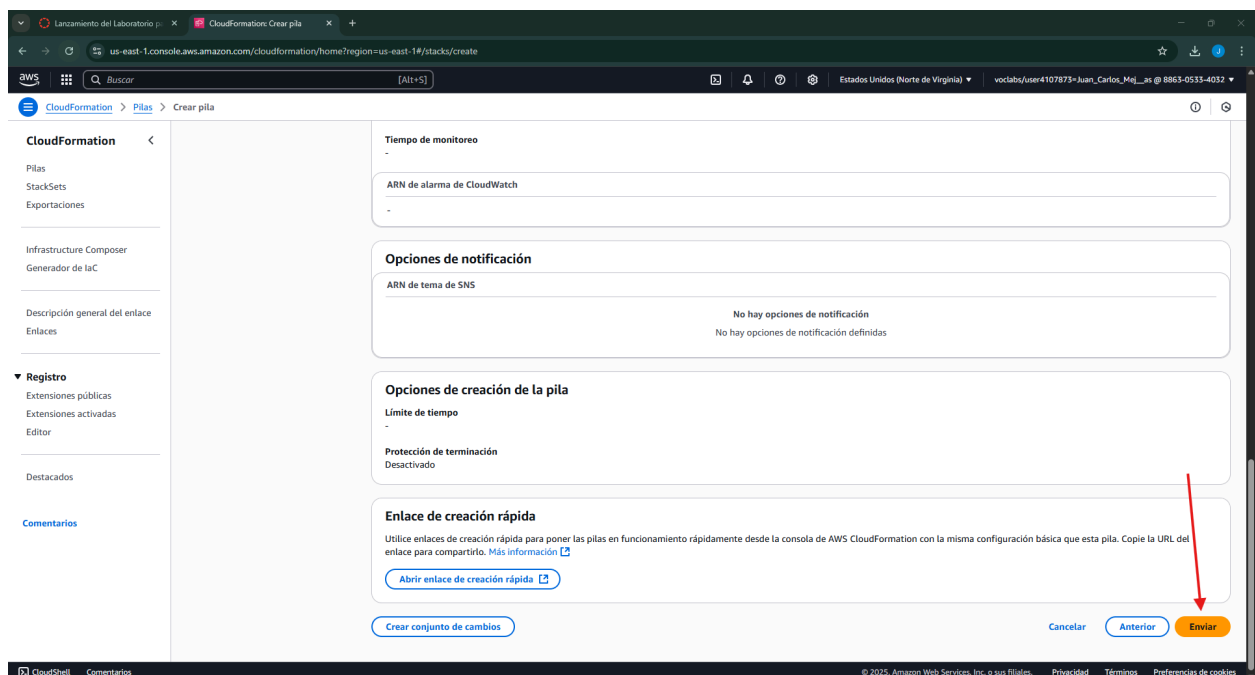 Lanzamiento del Laboratorio pa
CloudFormation: Crear pila
us-east-1.console.aws.amazon.com/cloudformation/home?region=us-east-1#/stacks/create
aws
Buscar
[Alt+S]
Estados Unidos (Norte de Virginia)
voclabs/user4107873=Juan_Carlos_Mej__as @ 8863-0533-4032
CloudFormation > Pilas > Crear pila
CloudFormation
Pilas
StackSets
Exportaciones
Infrastructure Composer
Generador de IaC
Descripción general del enlace
Enlaces
Registro
Extensiones públicas
Extensiones activadas
Editor
Destacados
Comentarios
Tiempo de monitoreo
-
ARN de alarma de CloudWatch
-
Opciones de notificación
ARN de tema de SNS
No hay opciones de notificación
No hay opciones de notificación definidas
Opciones de creación de la pila
Límite de tiempo
-
Protección de terminación
Desactivado
Enlace de creación rápida
Utilice enlaces de creación rápida para poner las pilas en funcionamiento rápidamente desde la consola de AWS CloudFormation con la misma configuración básica que esta pila. Copie la URL del
enlace para compartirlo. Más información
Abrir enlace de creación rápida
Crear conjunto de cambios
Cancelar
Anterior
Enviar
CloudShell
Comentarios
© 2025, Amazon Web Services, Inc. o sus filiales.
Privacidad
Términos
Preferencias de cookies